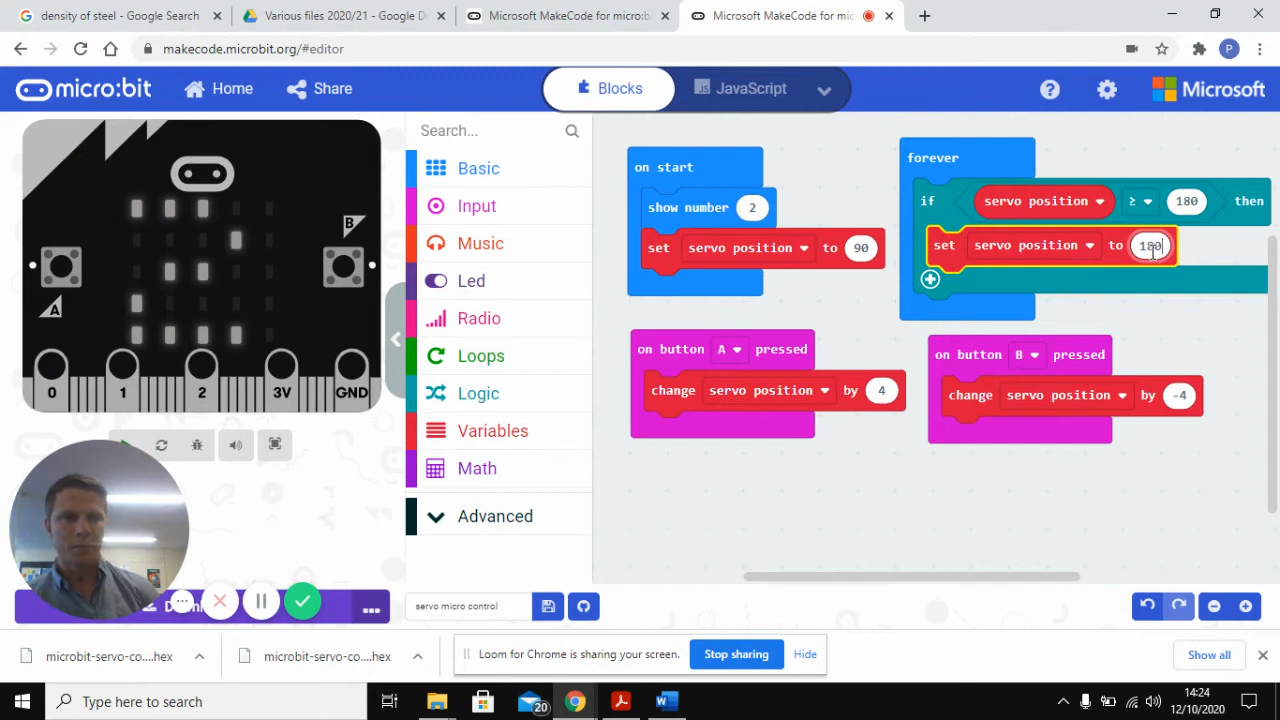 density of steel - Google Search
Various files 2020/21 - Google D
Microsoft MakeCode for micro:b
Microsoft MakeCode for mic
makecode.microbit.org/#editor
P
micro:bit
Home
Share
Blocks
JavaScript
Microsoft
Search...
Basic
Input
Music
Led
Radio
Loops
Logic
Variables
Math
Advanced
A
B
0 1 2 3V GND
on start
show number 2
set servo position to 90
forever
if servo position ≥ 180 then
set servo position to 180
on button A pressed
change servo position by 4
on button B pressed
change servo position by -4
servo micro control
microbit-servo-co....hex
microbit-servo-co....hex
Loom for Chrome is sharing your screen.
Stop sharing
Hide
Show all
Type here to search
20
14:24
12/10/2020